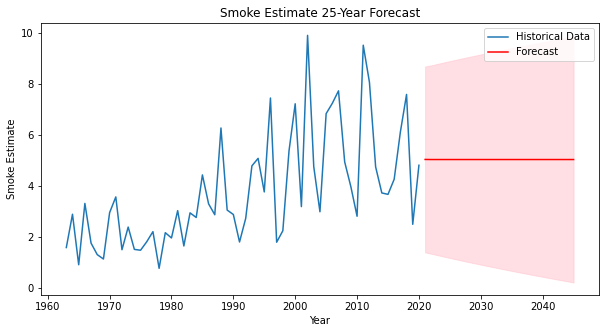 Smoke Estimate 25-Year Forecast
Historical Data
Forecast
10
8
6
4
2
0
Smoke Estimate
1960 1970 1980 1990 2000 2010 2020 2030 2040
Year